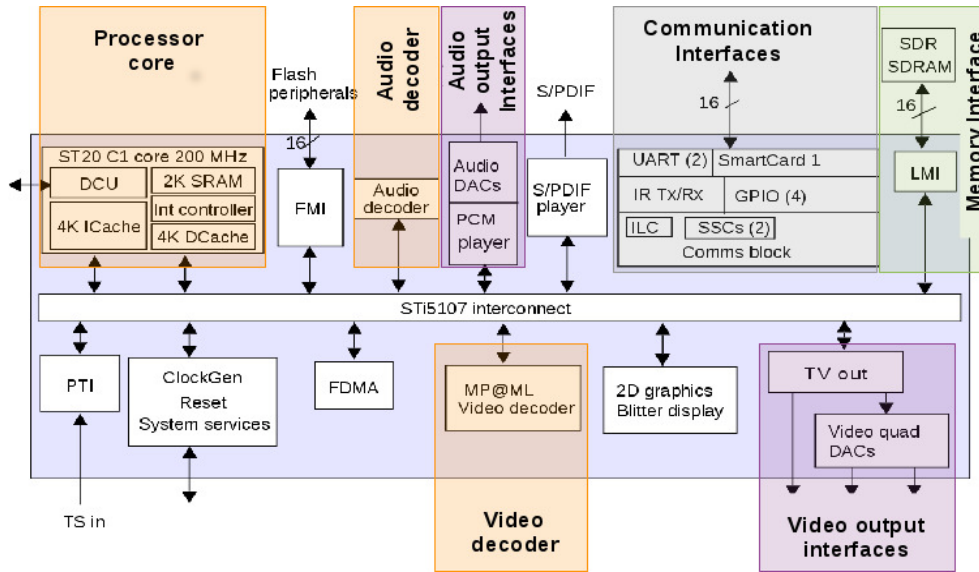 Processor
core
Flash
peripherals
16
Audio
decoder
Audio
output
Interfaces
S/PDIF
Communication
Interfaces
16
SDR
SDRAM
16
Memory Interface
ST20 C1 core 200 MHz
DCU
2K SRAM
Int controller
4K ICache
4K DCache
FMI
Audio
decoder
Audio
DACs
PCM
player
S/PDIF
player
UART (2)
SmartCard 1
IR Tx/Rx
GPIO (4)
ILC
SSCs (2)
Comms block
LMI
STi5107 interconnect
PTI
ClockGen
Reset
System services
FDMA
MP@ML
Video decoder
2D graphics
Blitter display
TV out
Video quad
DACs
TS in
Video
decoder
Video output
interfaces